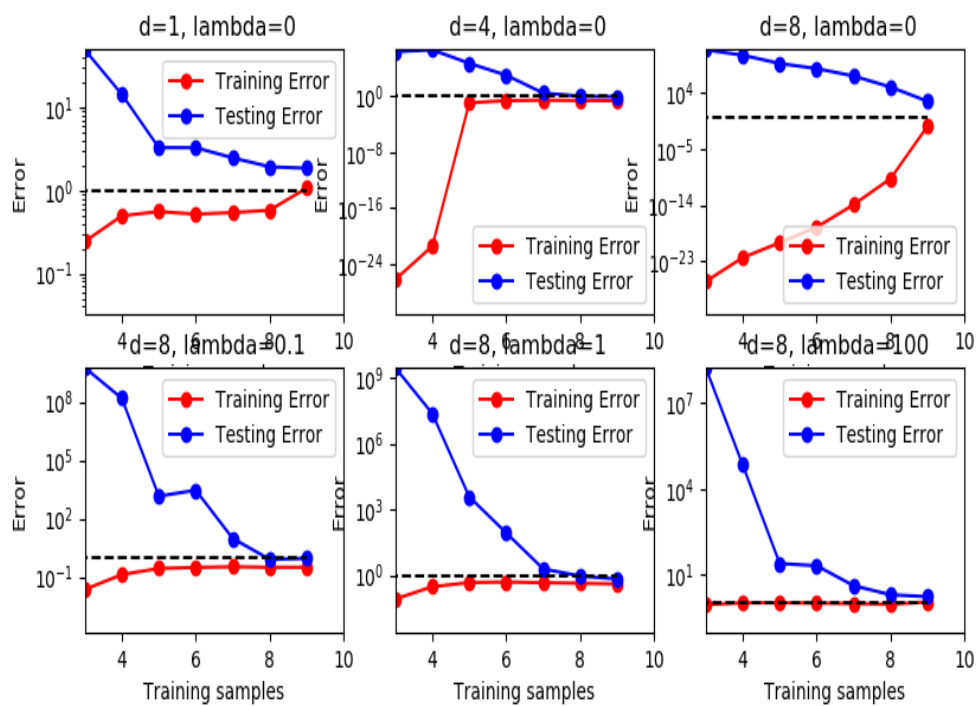 d=1, lambda=0
d=4, lambda=0
d=8, lambda=0
Error
10^1
10^0
10^-1
Training Error
Testing Error
4
6
8
10
Error
10^0
10^-8
10^-16
10^-24
Training Error
Testing Error
4
6
8
10
Error
10^4
10^-5
10^-14
10^-23
Training Error
Testing Error
4
6
8
10
d=8, lambda=0.1
d=8, lambda=1
d=8, lambda=100
Error
10^8
10^5
10^2
10^-1
Training Error
Testing Error
4
6
8
10
Training samples
Error
10^9
10^6
10^3
10^0
Training Error
Testing Error
4
6
8
10
Training samples
Error
10^7
10^4
10^1
Training Error
Testing Error
4
6
8
10
Training samples